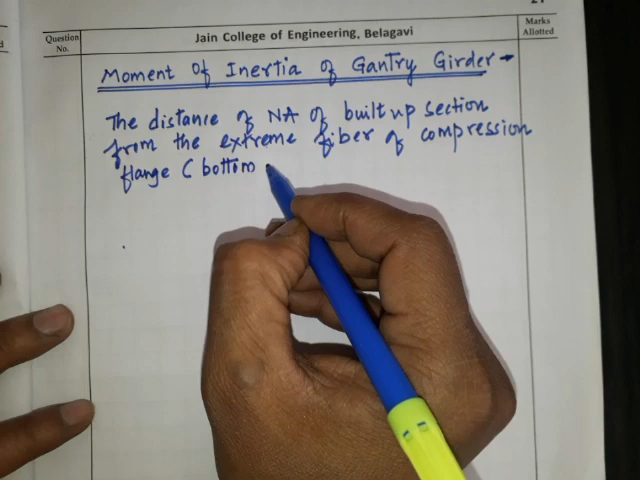 Question No.
Jain College of Engineering, Belagavi
Marks Allotted
Moment Of Inertia of Gantry Girder →
The distance of NA of built up section
from the extreme fiber of compression
flange ( bottom